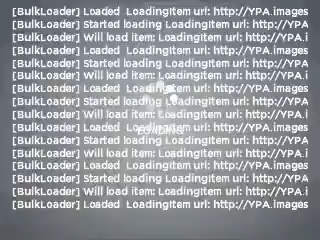 [BulkLoader] Loaded LoadingItem url: http://YPA.images
[BulkLoader] Started loading LoadingItem url: http://YPA
[BulkLoader] Will load item: LoadingItem url: http://YPA.i
[BulkLoader] Loaded LoadingItem url: http://YPA.images
[BulkLoader] Started loading LoadingItem url: http://YPA
[BulkLoader] Will load item: LoadingItem url: http://YPA.i
[BulkLoader] Loaded LoadingItem url: http://YPA.images
[BulkLoader] Started loading LoadingItem url: http://YPA
[BulkLoader] Will load item: LoadingItem url: http://YPA.i
[BulkLoader] Loaded LoadingItem url: http://YPA.images
LOADING
[BulkLoader] Started loading LoadingItem url: http://YPA
[BulkLoader] Will load item: LoadingItem url: http://YPA.i
[BulkLoader] Loaded LoadingItem url: http://YPA.images
[BulkLoader] Started loading LoadingItem url: http://YPA
[BulkLoader] Will load item: LoadingItem url: http://YPA.i
[BulkLoader] Loaded LoadingItem url: http://YPA.images